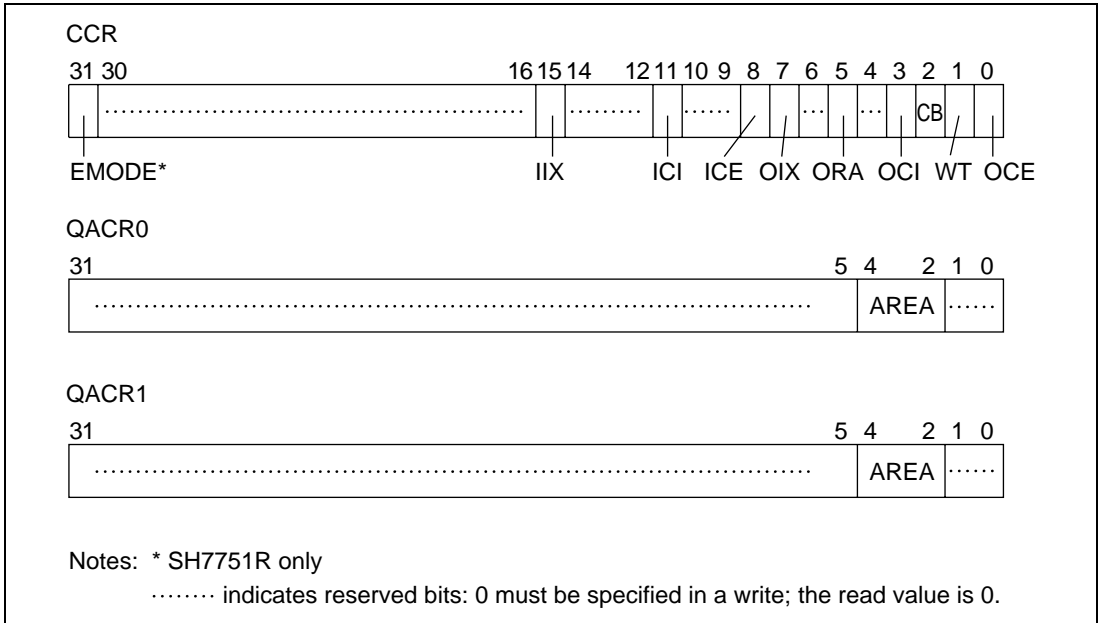 CCR
31 30 16 15 14 12 11 10 9 8 7 6 5 4 3 2 1 0
CB
EMODE* IIX ICI ICE OIX ORA OCI WT OCE
QACR0
31 5 4 2 1 0
AREA
QACR1
31 5 4 2 1 0
AREA
Notes: * SH7751R only
········ indicates reserved bits: 0 must be specified in a write; the read value is 0.